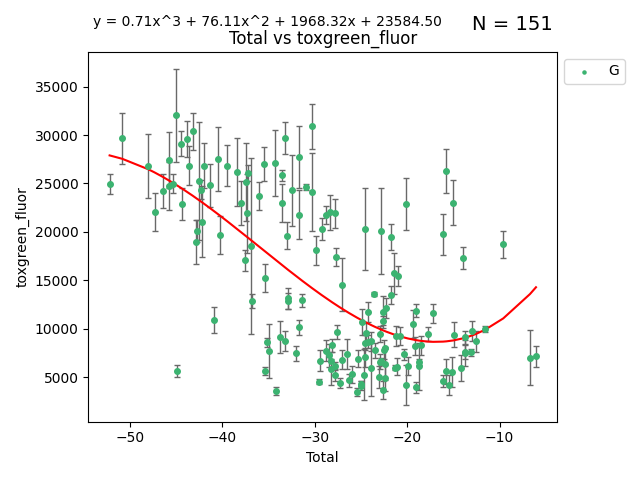 y = 0.71x^3 + 76.11x^2 + 1968.32x + 23584.50
N = 151
Total vs toxgreen_fluor
G
35000
30000
25000
20000
15000
10000
5000
toxgreen_fluor
−50
−40
−30
−20
−10
Total